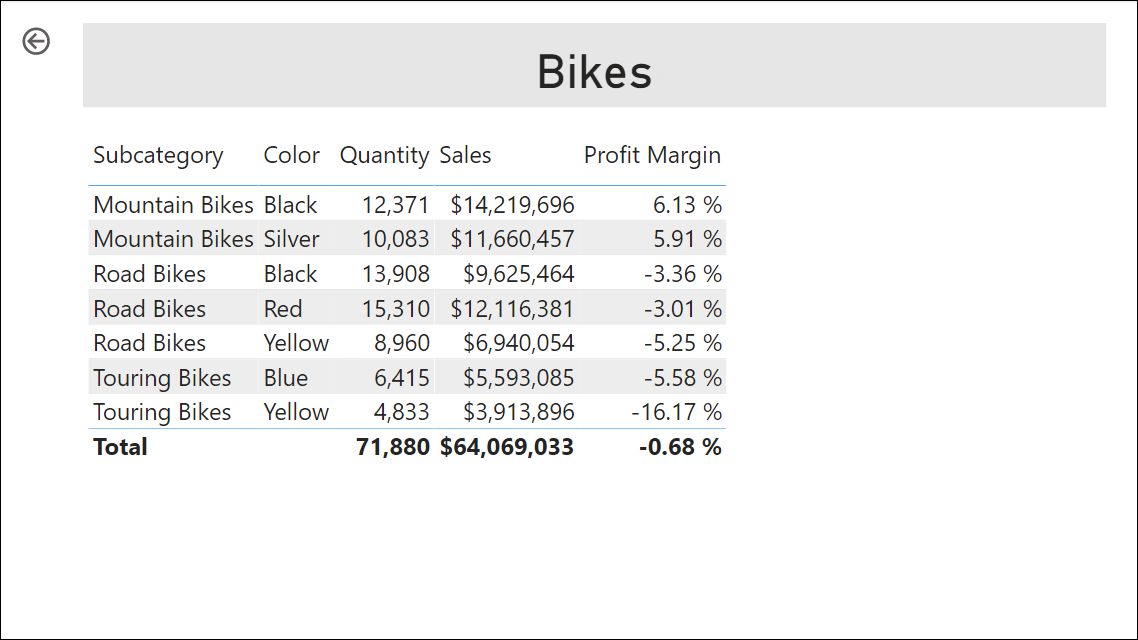 Bikes
Subcategory Color Quantity Sales Profit Margin
Mountain Bikes Black 12,371 $14,219,696 6.13 %
Mountain Bikes Silver 10,083 $11,660,457 5.91 %
Road Bikes Black 13,908 $9,625,464 -3.36 %
Road Bikes Red 15,310 $12,116,381 -3.01 %
Road Bikes Yellow 8,960 $6,940,054 -5.25 %
Touring Bikes Blue 6,415 $5,593,085 -5.58 %
Touring Bikes Yellow 4,833 $3,913,896 -16.17 %
Total 71,880 $64,069,033 -0.68 %